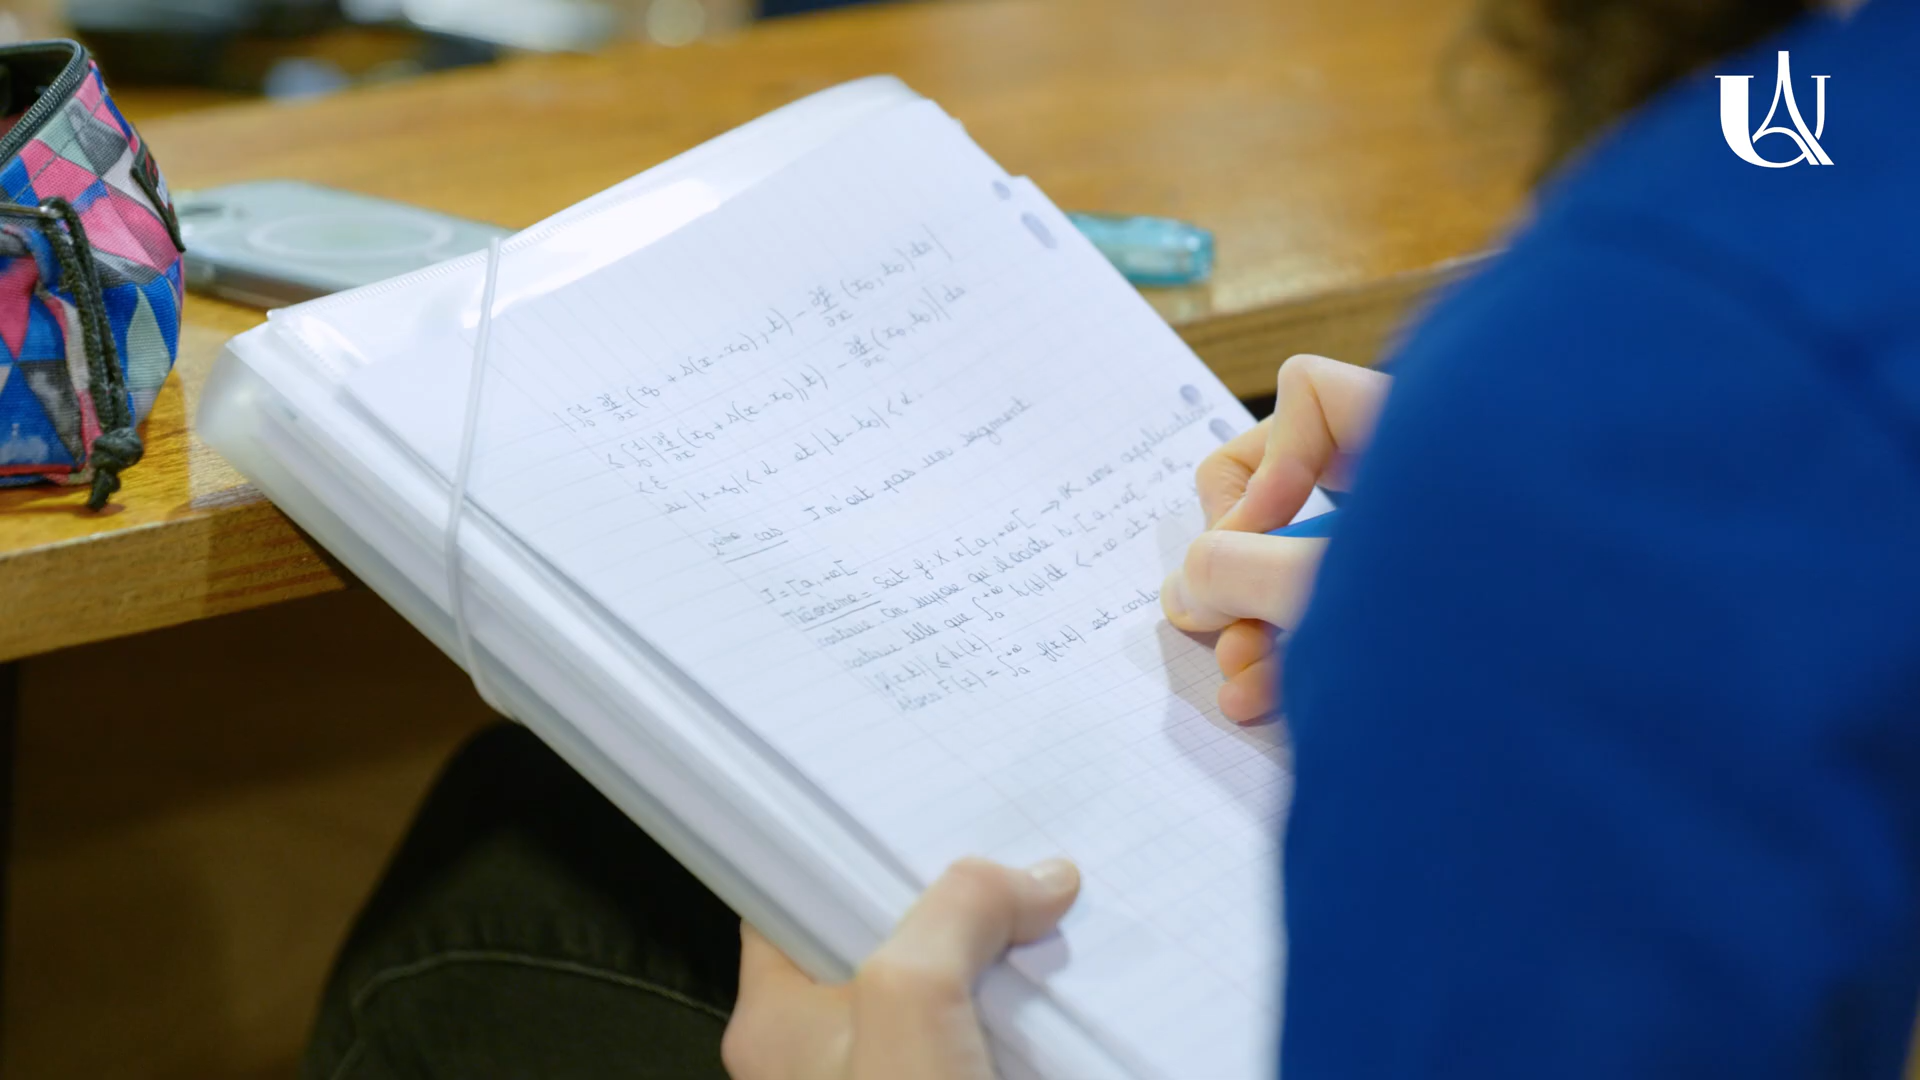 |∫₀¹ ∂f/∂x (x₀ + s(x-x₀), t) - ∂f/∂x (x₀, t₀) ds|
≤ ∫₀¹ |∂f/∂x (x₀ + s(x-x₀), t) - ∂f/∂x (x₀, t₀)| ds
< ε
si |x-x₀| < α et |t-t₀| < α.
2ème cas J n'est pas un segment
J = [a, +∞[
Théorème = Soit f: X x [a, +∞[ → K une application
continue. On suppose qu'il existe h: [a, +∞[ → R₊
continue telle que ∫ₐ^{+∞} h(t)dt < +∞ et ∀(x,
|f(x,t)| ≤ h(t)
Alors F(x) = ∫ₐ^{+∞} f(x,t) est